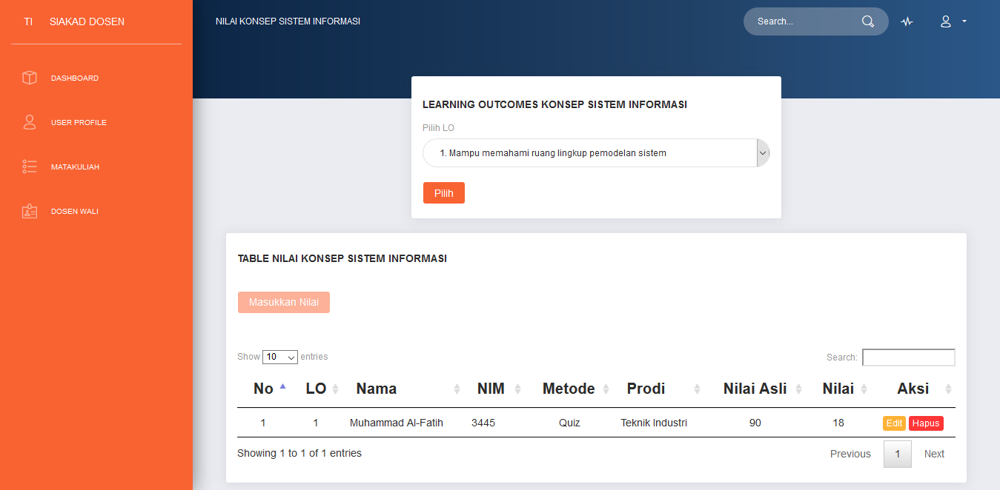 TI SIAKAD DOSEN
DASHBOARD
USER PROFILE
MATAKULIAH
DOSEN WALI
NILAI KONSEP SISTEM INFORMASI
Search...
LEARNING OUTCOMES KONSEP SISTEM INFORMASI
Pilih LO
1. Mampu memahami ruang lingkup pemodelan sistem
Pilih
TABLE NILAI KONSEP SISTEM INFORMASI
Masukkan Nilai
Show 10 entries
Search:
No LO Nama NIM Metode Prodi Nilai Asli Nilai Aksi
1 1 Muhammad Al-Fatih 3445 Quiz Teknik Industri 90 18 Edit Hapus
Showing 1 to 1 of 1 entries
Previous 1 Next